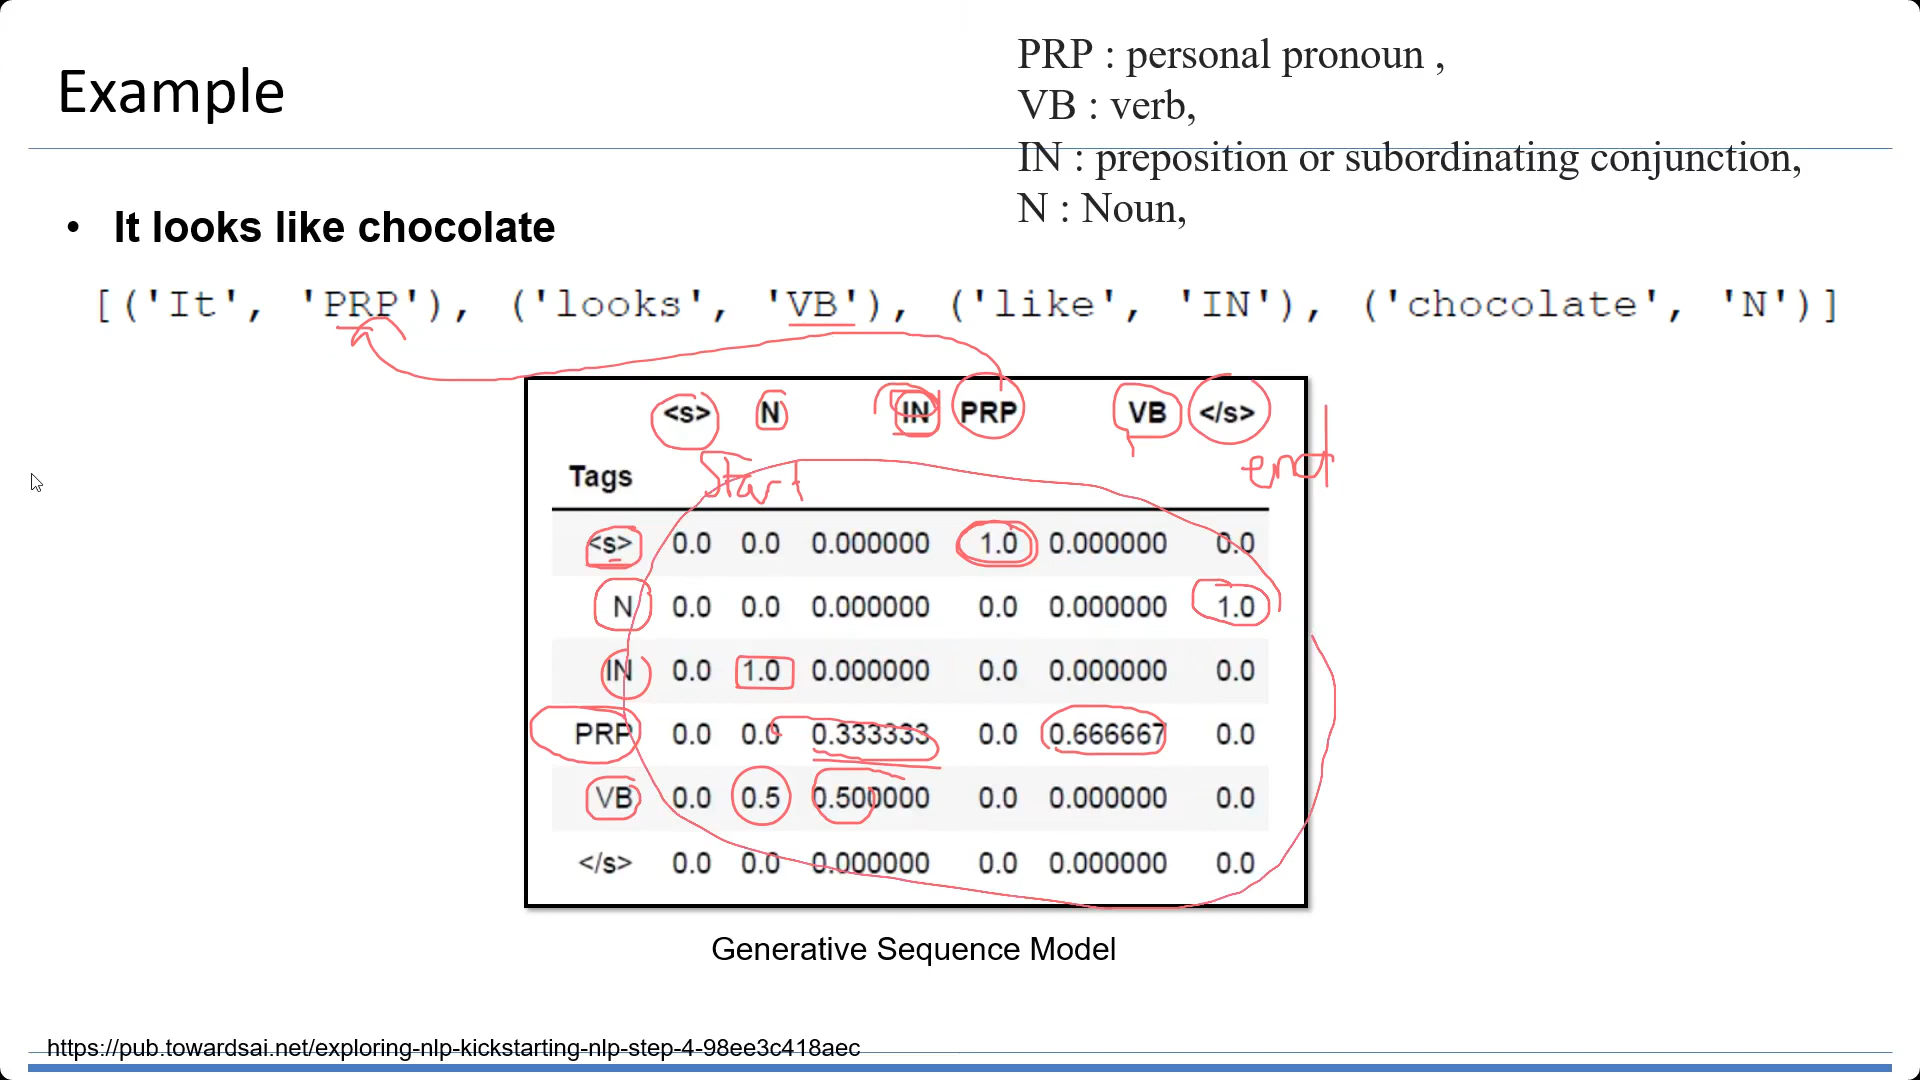 Example
PRP : personal pronoun ,
VB : verb,
IN : preposition or subordinating conjunction,
N : Noun,
• It looks like chocolate
[('It', 'PRP'), ('looks', 'VB'), ('like', 'IN'), ('chocolate', 'N')]
<s> N IN PRP VB </s>
Start end
Tags
<s> 0.0 0.0 0.000000 1.0 0.000000 0.0
N 0.0 0.0 0.000000 0.0 0.000000 1.0
IN 0.0 1.0 0.000000 0.0 0.000000 0.0
PRP 0.0 0.0 0.333333 0.0 0.666667 0.0
VB 0.0 0.5 0.500000 0.0 0.000000 0.0
</s> 0.0 0.0 0.000000 0.0 0.000000 0.0
Generative Sequence Model
https://pub.towardsai.net/exploring-nlp-kickstarting-nlp-step-4-98ee3c418aec